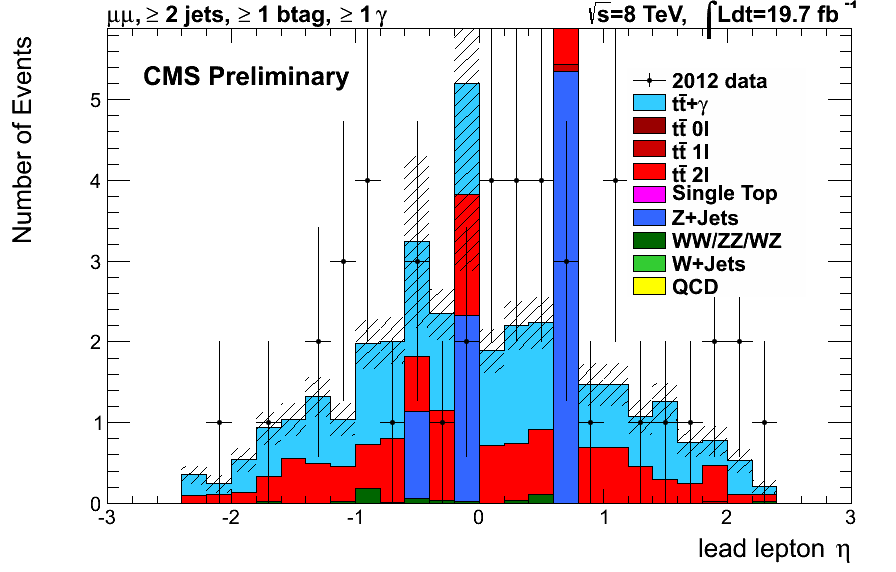 μμ, ≥ 2 jets, ≥ 1 btag, ≥ 1 γ
√s=8 TeV, ∫Ldt=19.7 fb⁻¹
CMS Preliminary
Number of Events
2012 data
tt̄+γ
tt̄ 0l
tt̄ 1l
tt̄ 2l
Single Top
Z+Jets
WW/ZZ/WZ
W+Jets
QCD
5
4
3
2
1
0
-3 -2 -1 0 1 2 3
lead lepton η